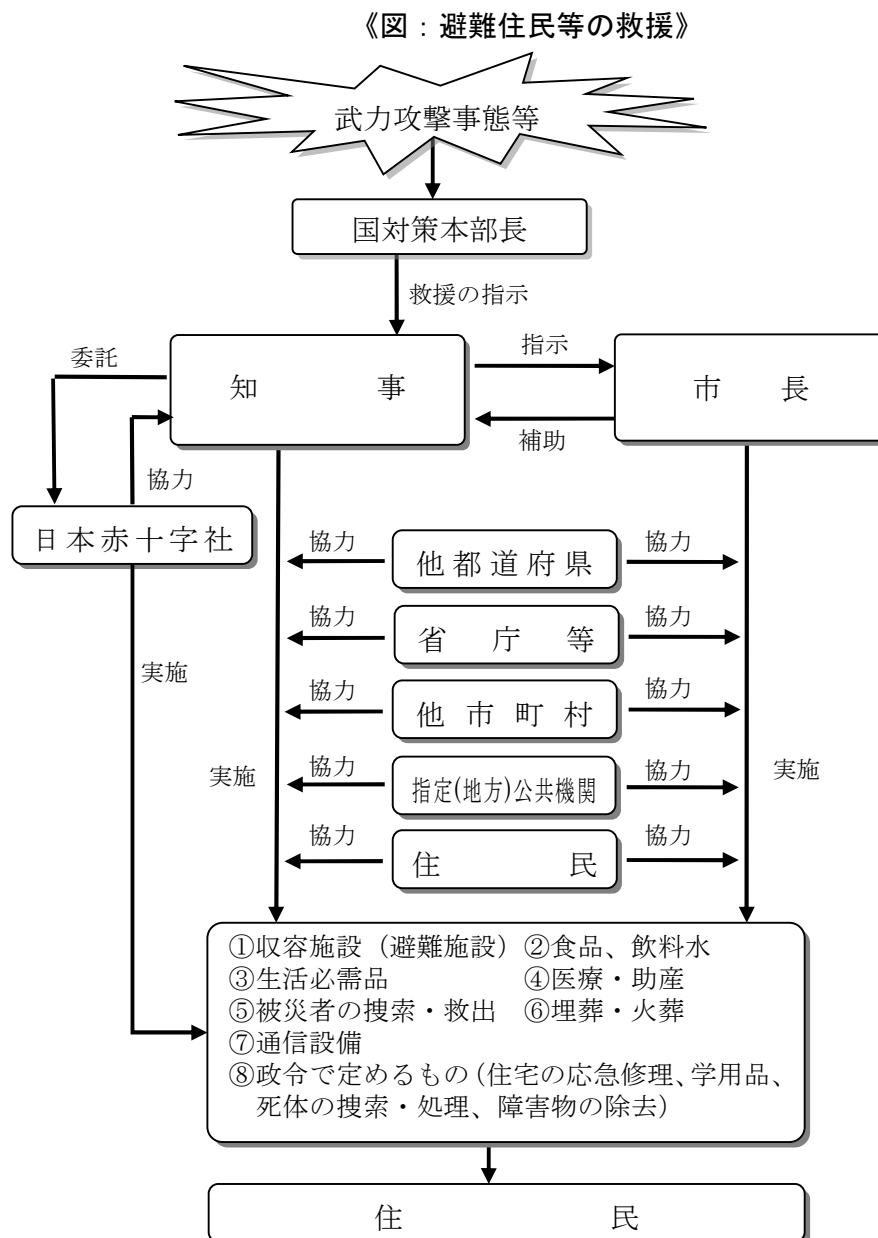 《図：避難住民等の救援》
武力攻撃事態等
国対策本部長
救援の指示
知　　　事
委託
指示
市　長
補助
協力
日本赤十字社
協力
他都道府県
協力
協力
省　庁　等
協力
実施
協力
他市町村
協力
実施
実施
協力
指定(地方)公共機関
協力
協力
住　　　民
協力
①収容施設（避難施設）②食品、飲料水
③生活必需品　　　　④医療・助産
⑤被災者の捜索・救出　⑥埋葬・火葬
⑦通信設備
⑧政令で定めるもの（住宅の応急修理、学用品、
死体の捜索・処理、障害物の除去）
住　　　　　民